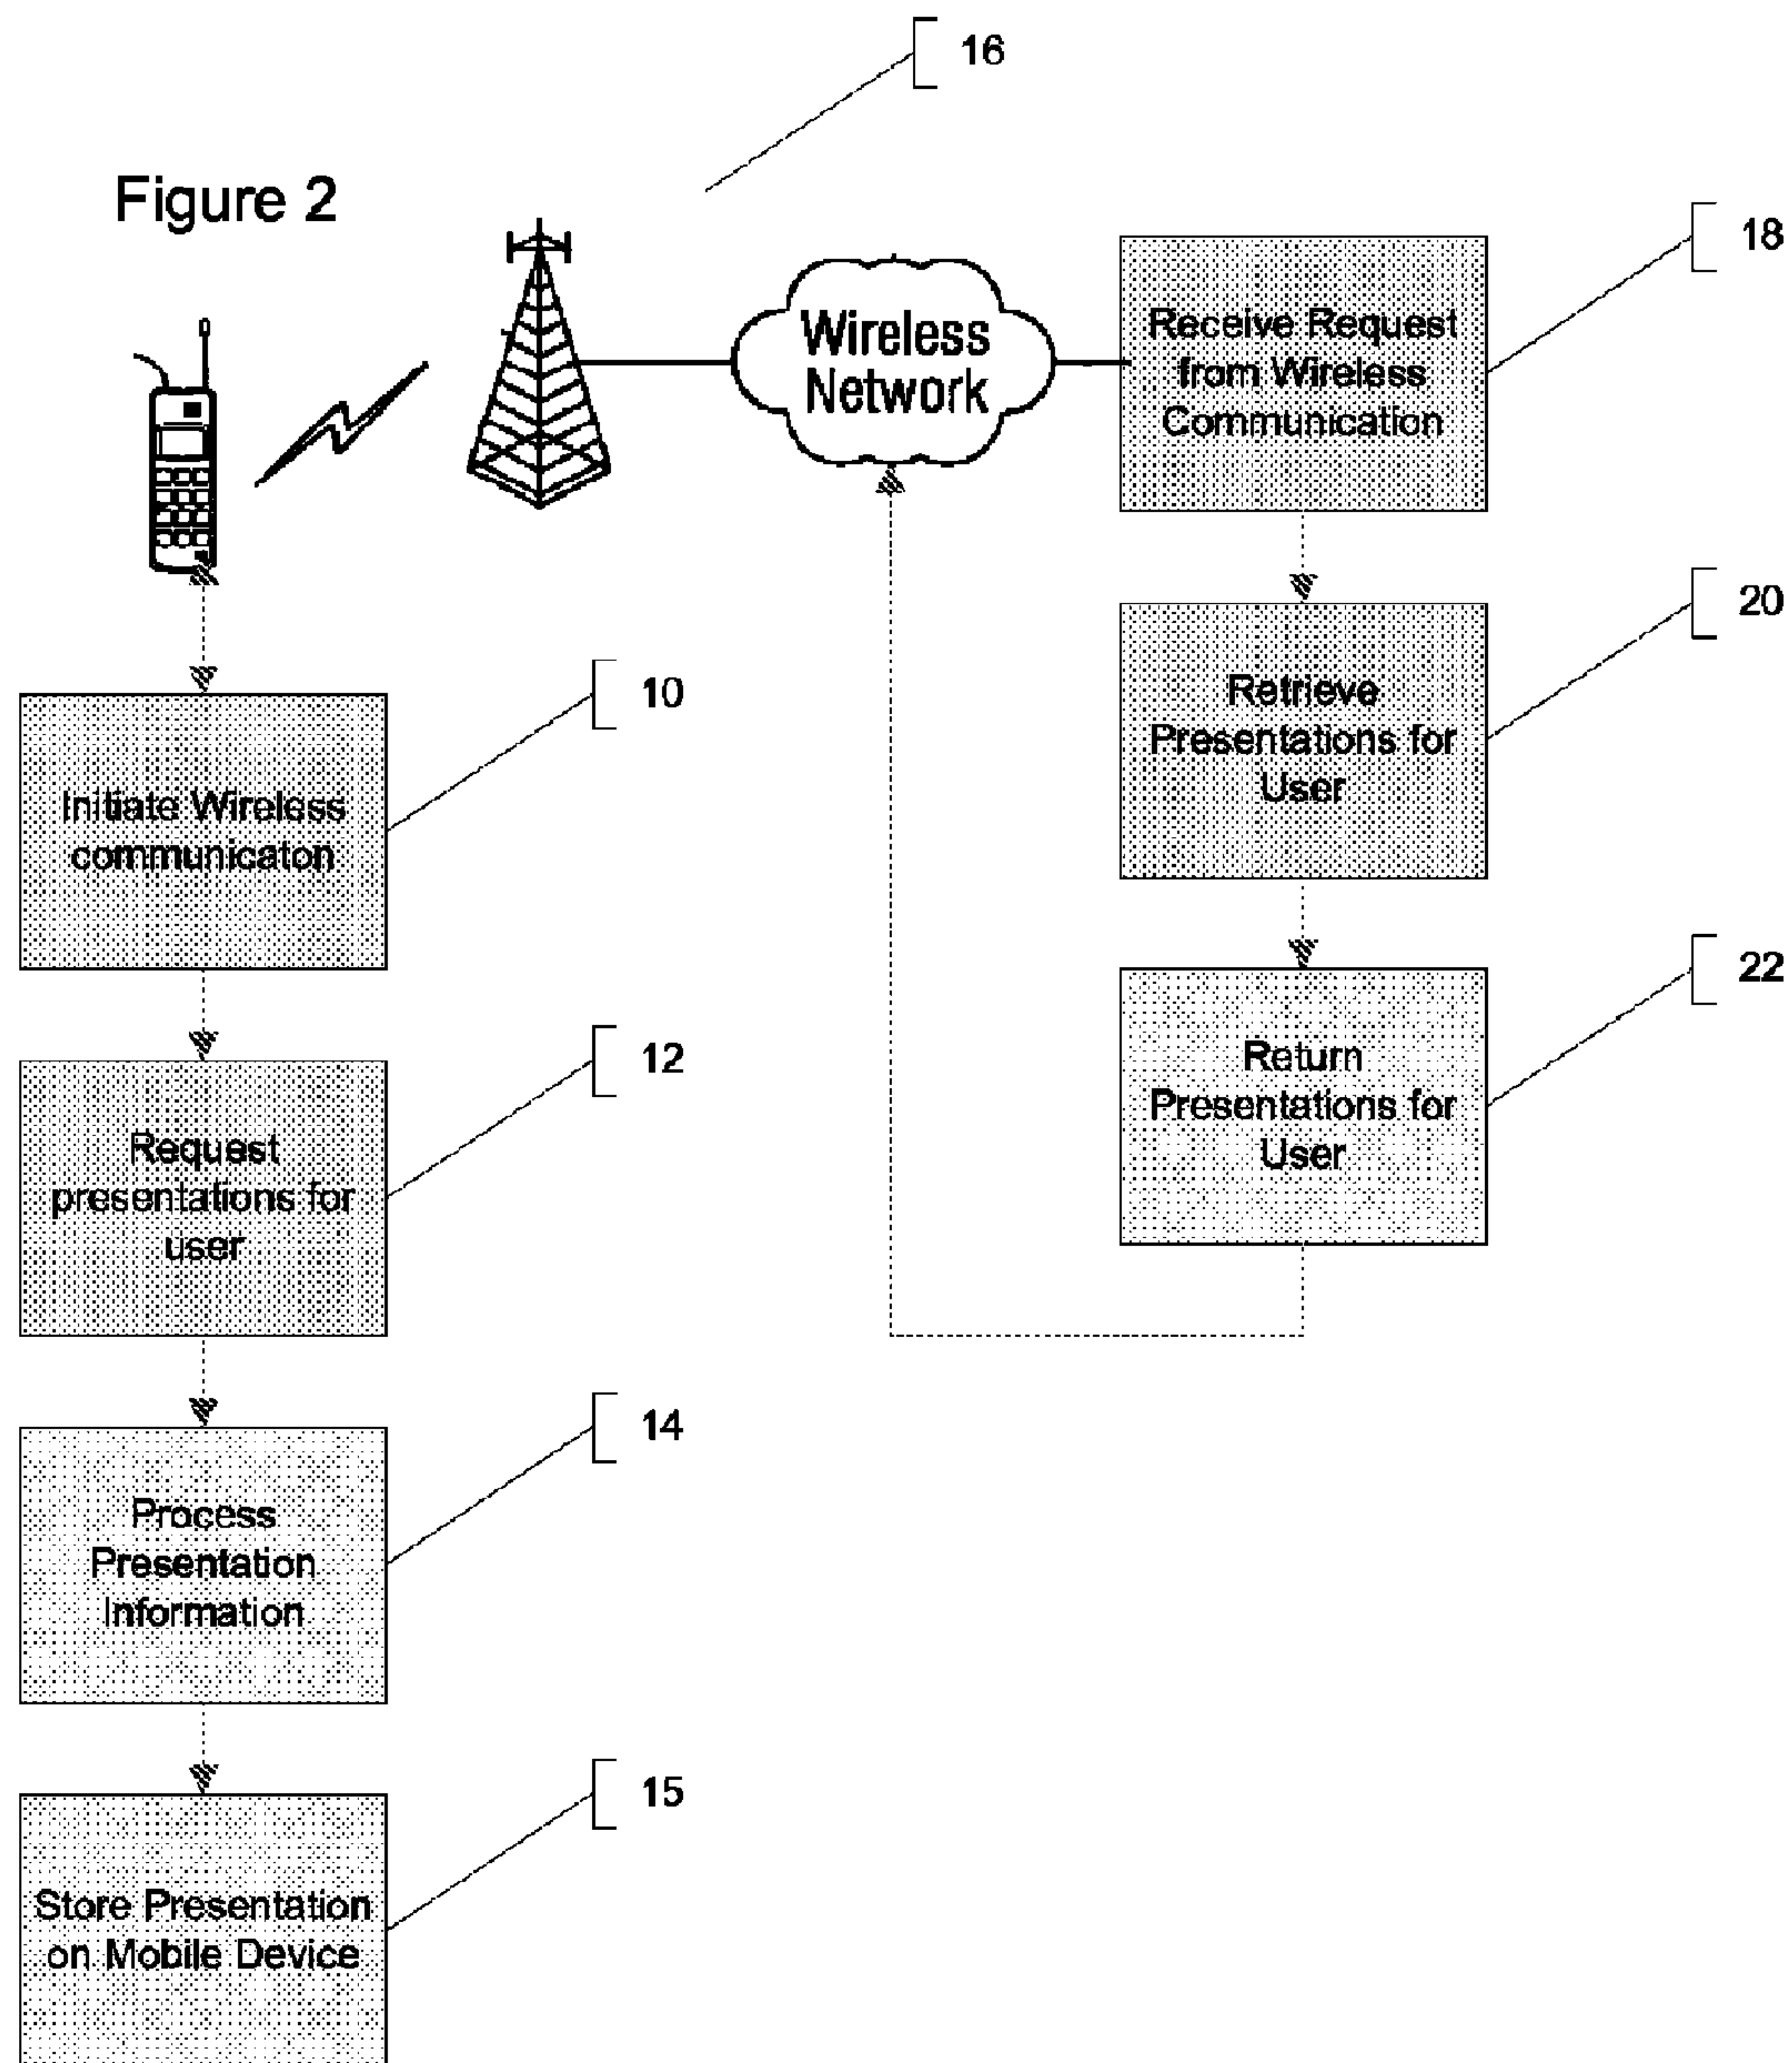 16
Figure 2
18
Wireless
Network
Receive Request
from Wireless
Communication
20
10
Retrieve
Presentations for
User
Initiate Wireless
communicaton
22
12
Return
Presentations for
User
Request
presentations for
user
14
Process
Presentation
Information
15
Store Presentation
on Mobile Device